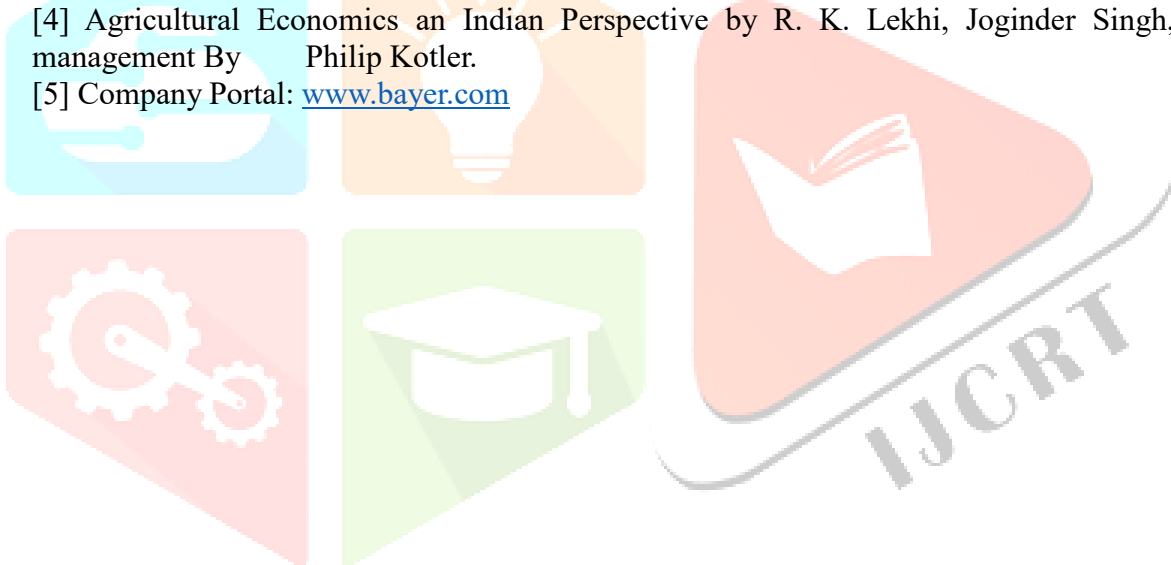 [4] Agricultural Economics an Indian Perspective by R. K. Lekhi, Joginder Singh,
management By Philip Kotler.
[5] Company Portal: www.bayer.com
IJCRT